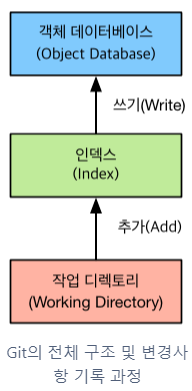 객체 데이터베이스
(Object Database)
쓰기(Write)
인덱스
(Index)
추가(Add)
작업 디렉토리
(Working Directory)
Git의 전체 구조 및 변경사
항 기록 과정